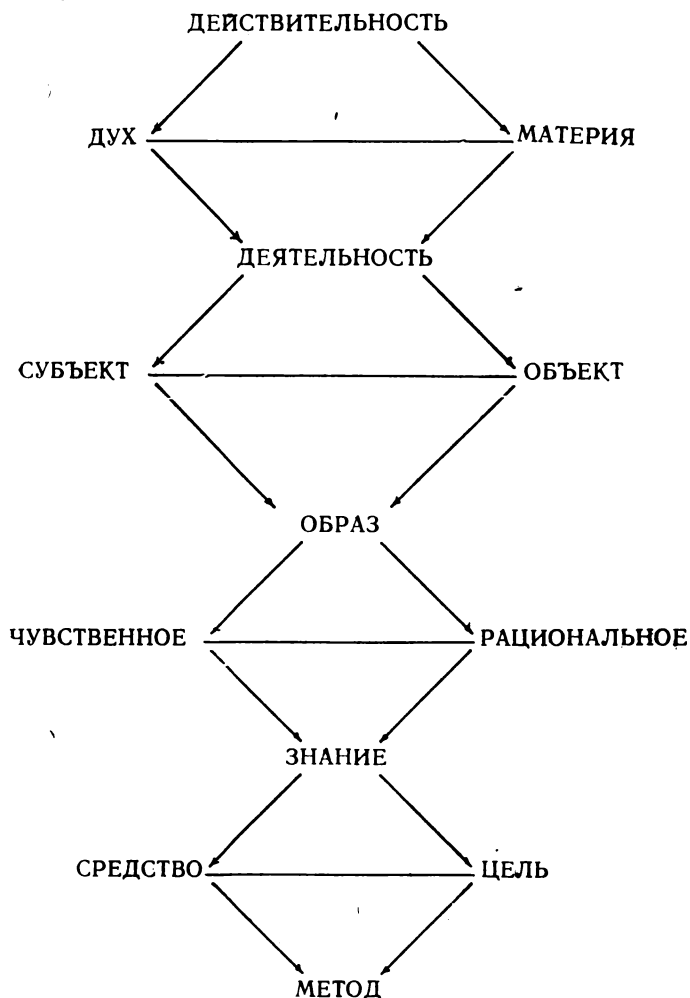 ДЕЙСТВИТЕЛЬНОСТЬ
ДУХ МАТЕРИЯ
ДЕЯТЕЛЬНОСТЬ
СУБЪЕКТ ОБЪЕКТ
ОБРАЗ
ЧУВСТВЕННОЕ РАЦИОНАЛЬНОЕ
ЗНАНИЕ
СРЕДСТВО ЦЕЛЬ
МЕТОД